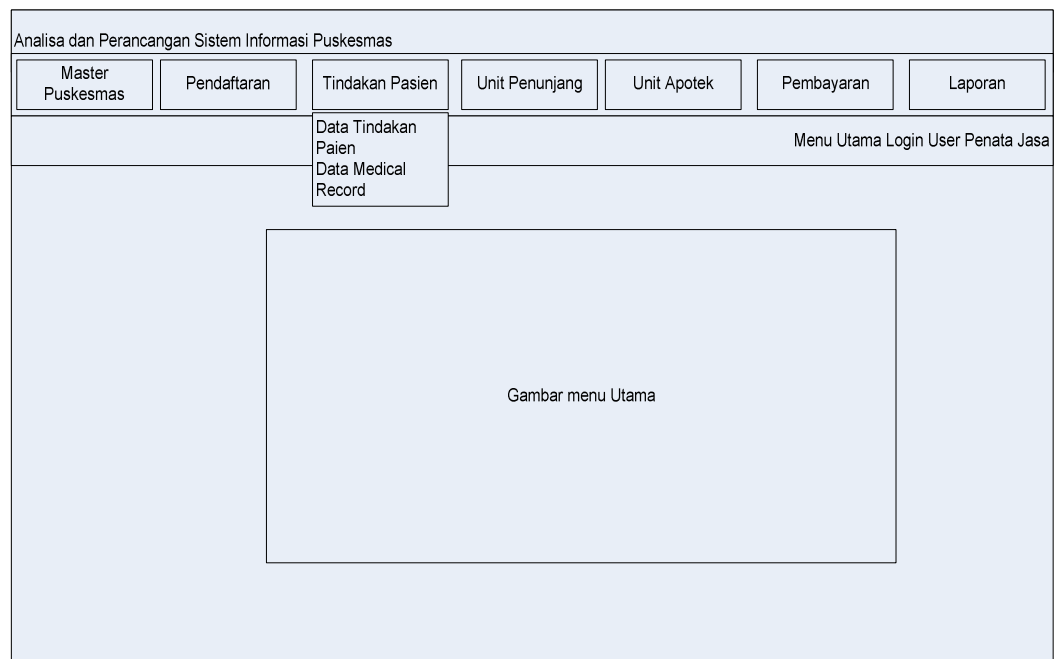 Analisa dan Perancangan Sistem Informasi Puskesmas
Master
Puskesmas
Pendaftaran
Tindakan Pasien
Unit Penunjang
Unit Apotek
Pembayaran
Laporan
Data Tindakan
Paien
Data Medical
Record
Menu Utama Login User Penata Jasa
Gambar menu Utama